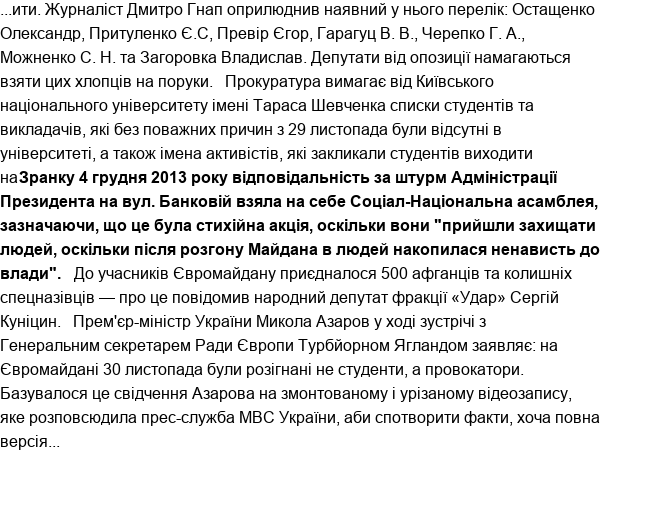 ...ити. Журналіст Дмитро Гнап оприлюднив наявний у нього перелік: Остащенко
Олександр, Притуленко Є.С, Превір Єгор, Гарагуц В. В., Черепко Г. А.,
Можненко С. Н. та Загоровка Владислав. Депутати від опозиції намагаються
взяти цих хлопців на поруки.   Прокуратура вимагає від Київського
національного університету імені Тараса Шевченка списки студентів та
викладачів, які без поважних причин з 29 листопада були відсутні в
університеті, а також імена активістів, які закликали студентів виходити
наЗранку 4 грудня 2013 року відповідальність за штурм Адміністрації
Президента на вул. Банковій взяла на себе Соціал-Національна асамблея,
зазначаючи, що це була стихійна акція, оскільки вони "прийшли захищати
людей, оскільки після розгону Майдана в людей накопилася ненависть до
влади".   До учасників Євромайдану приєдналося 500 афганців та колишніх
спецназівців — про це повідомив народний депутат фракції «Удар» Сергій
Куніцин.   Прем'єр-міністр України Микола Азаров у ході зустрічі з
Генеральним секретарем Ради Європи Турбйорном Ягландом заявляє: на
Євромайдані 30 листопада були розігнані не студенти, а провокатори.
Базувалося це свідчення Азарова на змонтованому і урізаному відеозапису,
яке розповсюдила прес-служба МВС України, аби спотворити факти, хоча повна
версія...